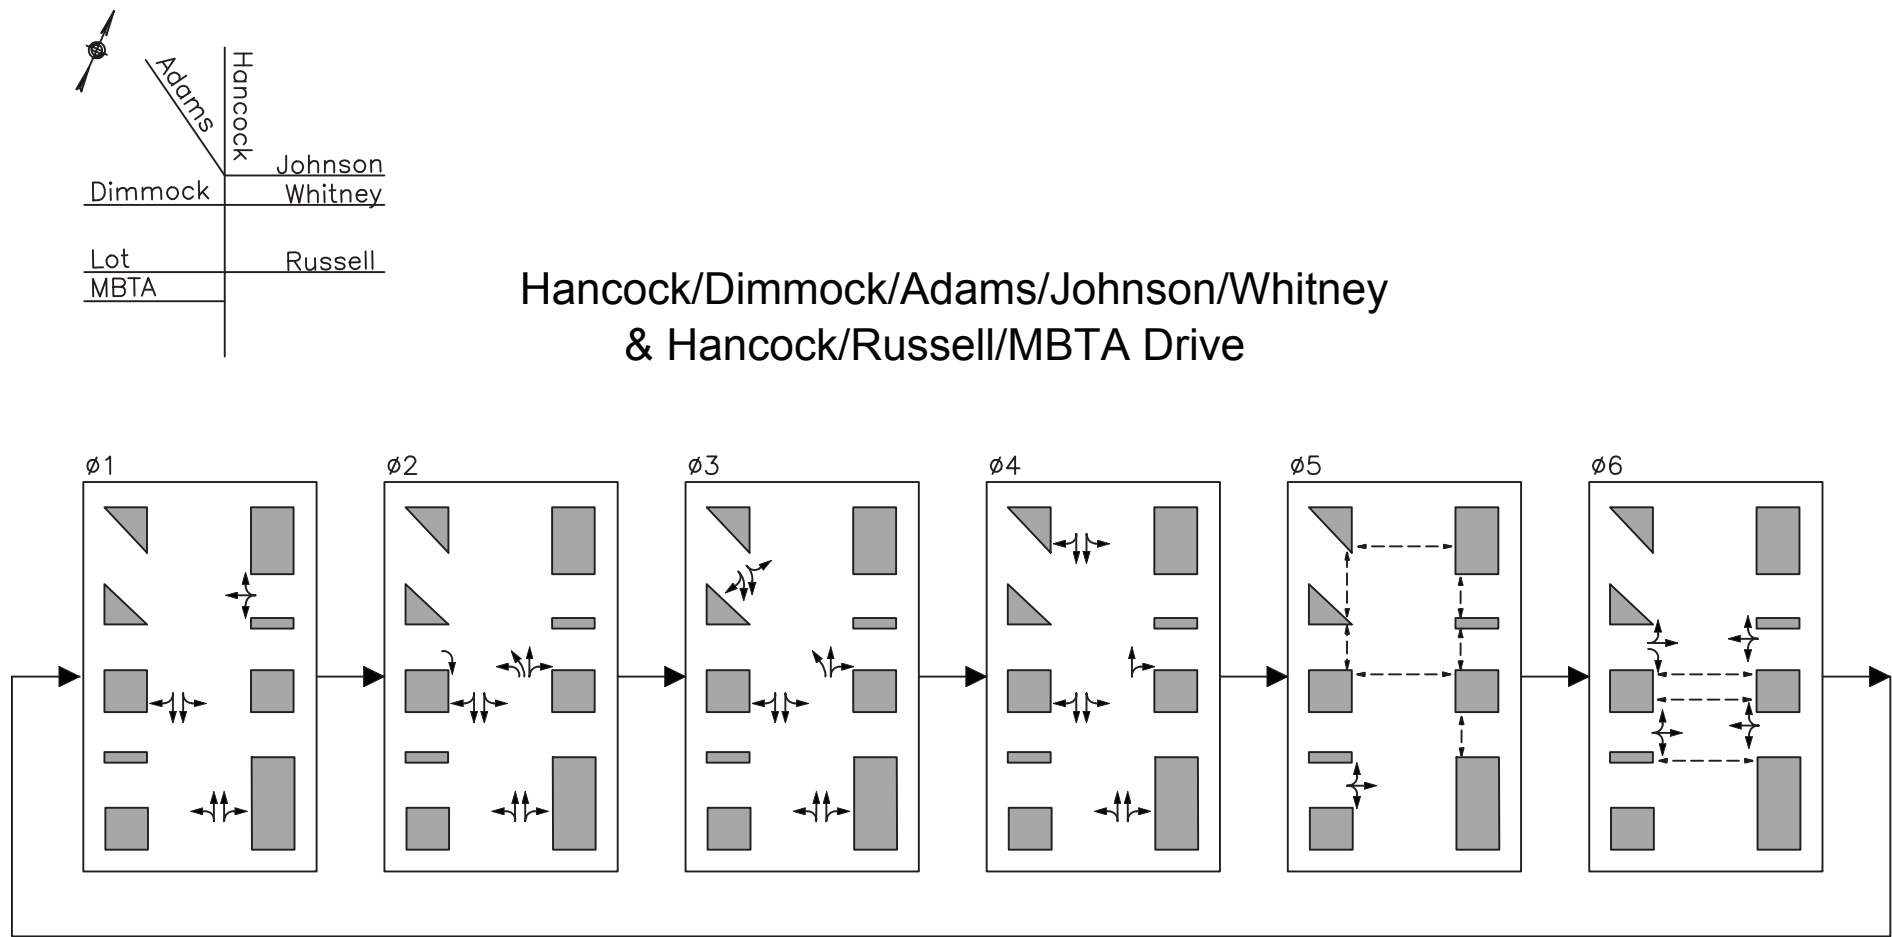 Adams
Hancock
Johnson
Dimmock
Whitney
Lot
Russell
MBTA
Hancock/Dimmock/Adams/Johnson/Whitney
& Hancock/Russell/MBTA Drive
ø1
ø2
ø3
ø4
ø5
ø6